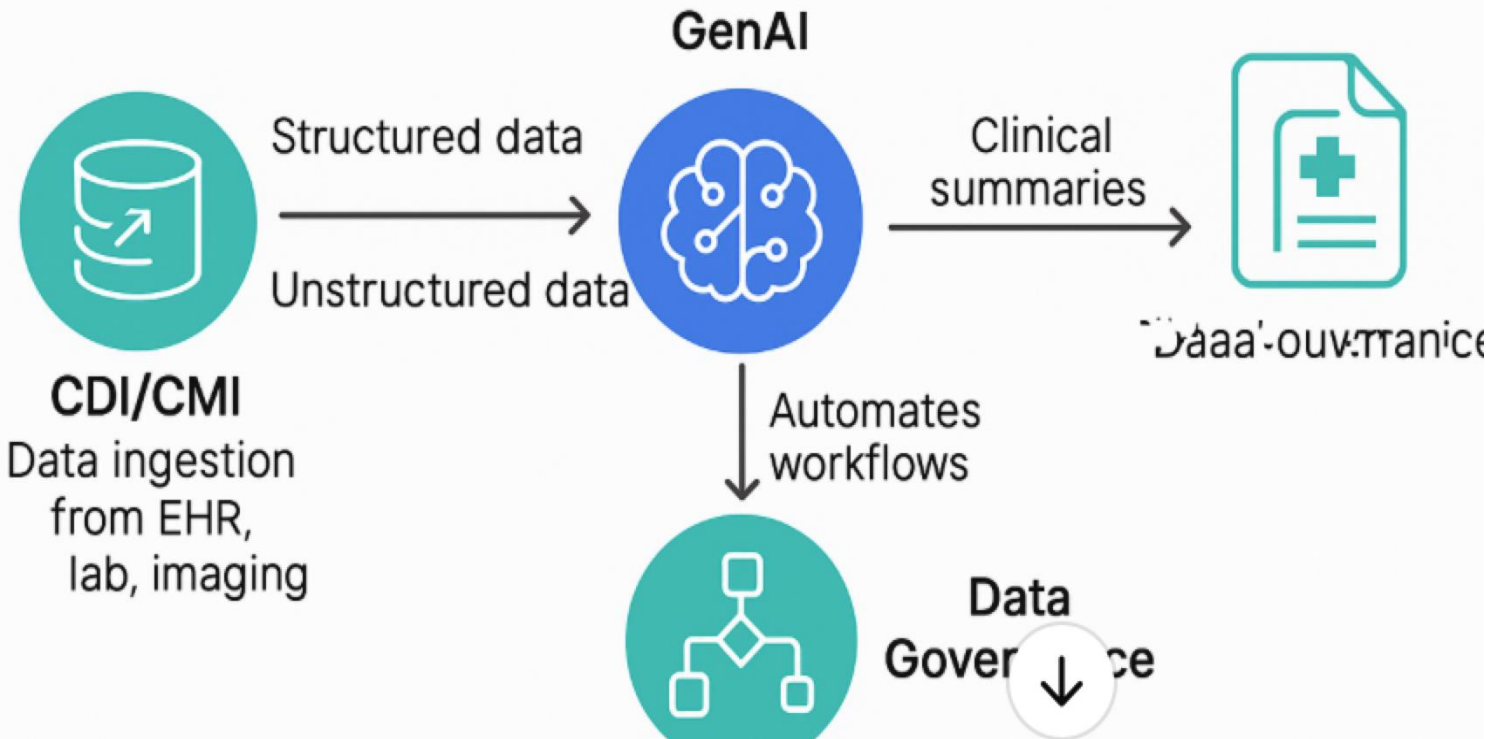 GenAI
Structured data
Unstructured data
Clinical
summaries
CDI/CMI
Data ingestion
from EHR,
lab, imaging
Automates
workflows
Data